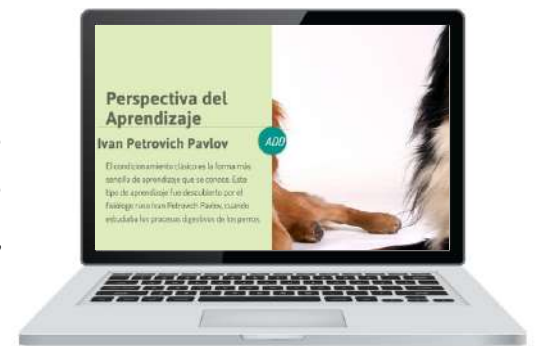 Perspectiva del
Aprendizaje
Ivan Petrovich Pavlov
ADD
El condicionamiento clásico es la forma más
sencilla de aprendizaje que se conoce. Este
tipo de aprendizaje fue descubierto por el
fisiólogo ruso Ivan Petrovich Pavlov, cuando
estudiaba los procesos digestivos de los perros.